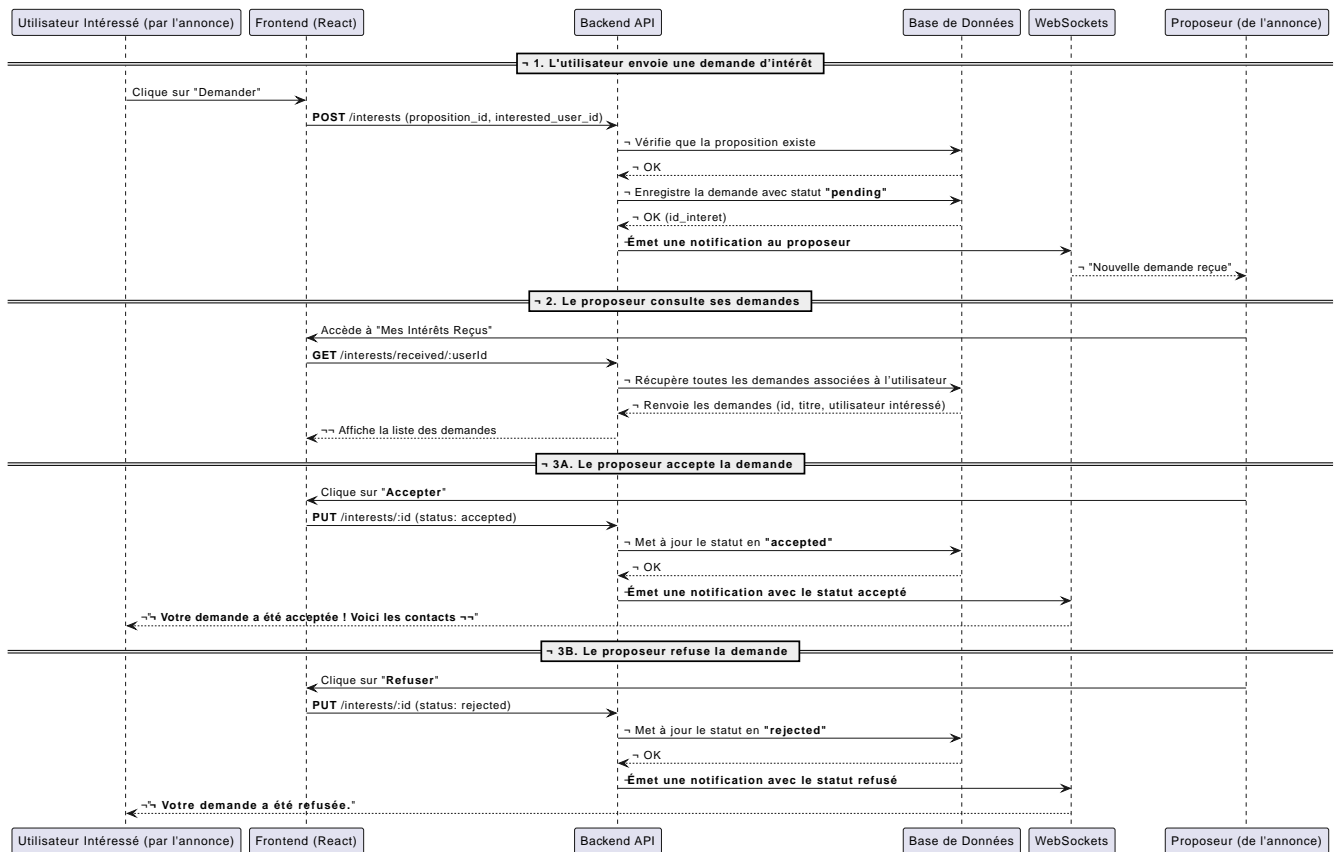 Utilisateur Intéressé (par l'annonce)
Frontend (React)
Backend API
Base de Données
WebSockets
Proposeur (de l'annonce)
¬ 1. L'utilisateur envoie une demande d'intérêt
Clique sur "Demander"
POST /interests (proposition_id, interested_user_id)
¬ Vérifie que la proposition existe
¬ OK
¬ Enregistre la demande avec statut "pending"
¬ OK (id_interet)
Émet une notification au proposeur
¬ "Nouvelle demande reçue"
¬ 2. Le proposeur consulte ses demandes
Accède à "Mes Intérêts Reçus"
GET /interests/received/:userId
¬ Récupère toutes les demandes associées à l'utilisateur
¬ Renvoie les demandes (id, titre, utilisateur intéressé)
¬¬ Affiche la liste des demandes
¬ 3A. Le proposeur accepte la demande
Clique sur "Accepter"
PUT /interests/:id (status: accepted)
¬ Met à jour le statut en "accepted"
¬ OK
Émet une notification avec le statut accepté
¬"¬ Votre demande a été acceptée ! Voici les contacts ¬¬"
¬ 3B. Le proposeur refuse la demande
Clique sur "Refuser"
PUT /interests/:id (status: rejected)
¬ Met à jour le statut en "rejected"
¬ OK
Émet une notification avec le statut refusé
¬"¬ Votre demande a été refusée."
Utilisateur Intéressé (par l'annonce)
Frontend (React)
Backend API
Base de Données
WebSockets
Proposeur (de l'annonce)